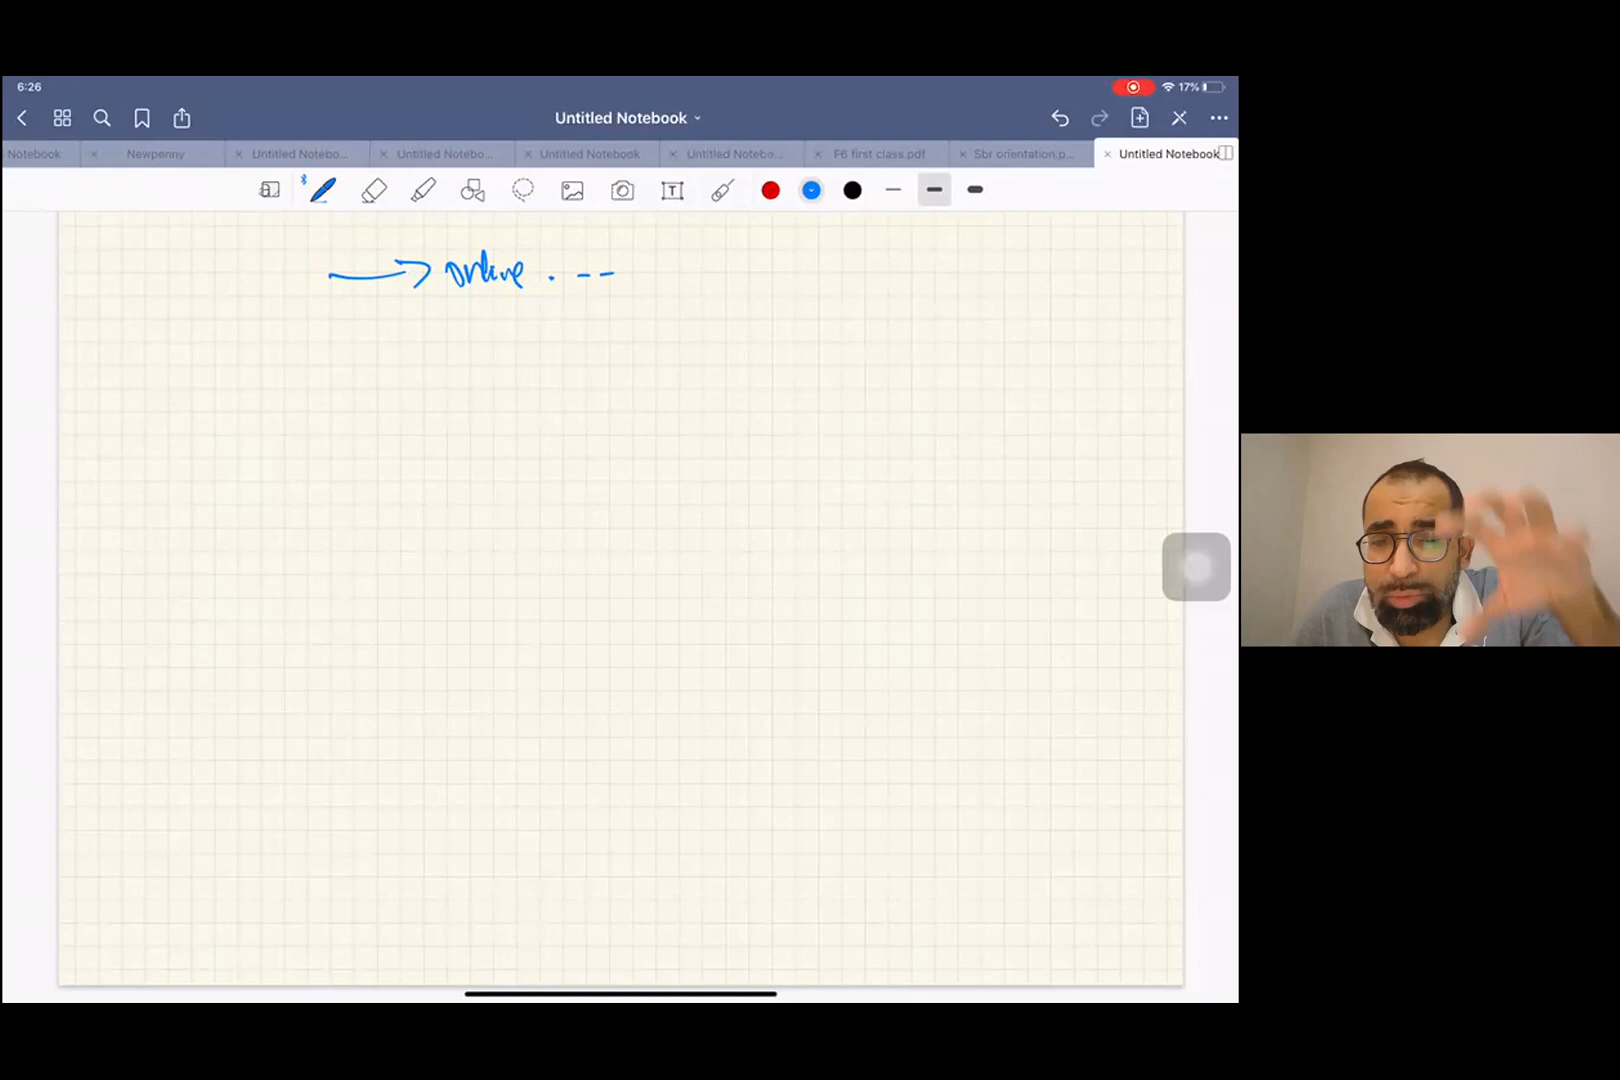 6:26
17%
Untitled Notebook
Notebook
Newpenny
Untitled Notebo...
Untitled Notebo...
Untitled Notebook
Untitled Notebo...
F6 first class.pdf
Sbr orientation.p...
Untitled Notebook
T
→ online . --